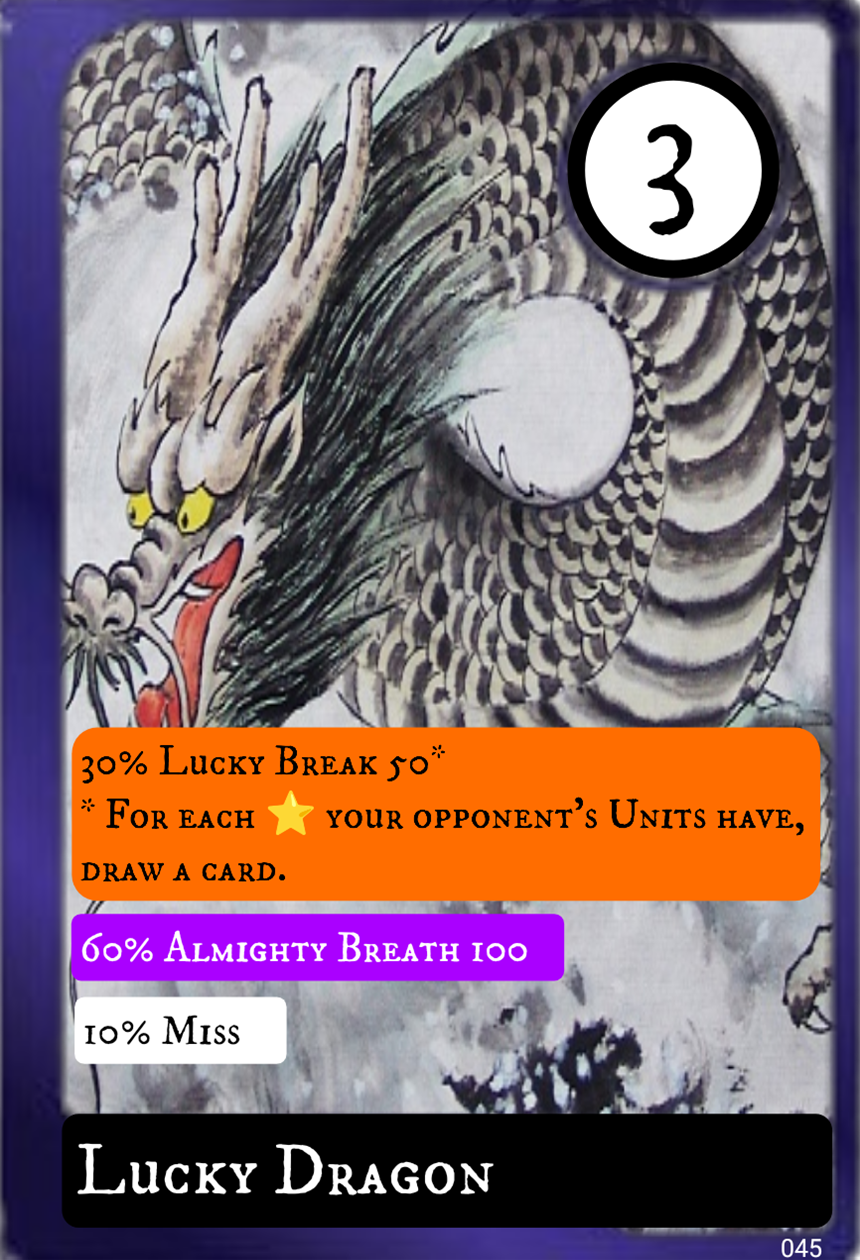 3
30% Lucky Break 50*
* For each ⭐ your opponent's Units have,
draw a card.
60% Almighty Breath 100
10% Miss
Lucky Dragon
045